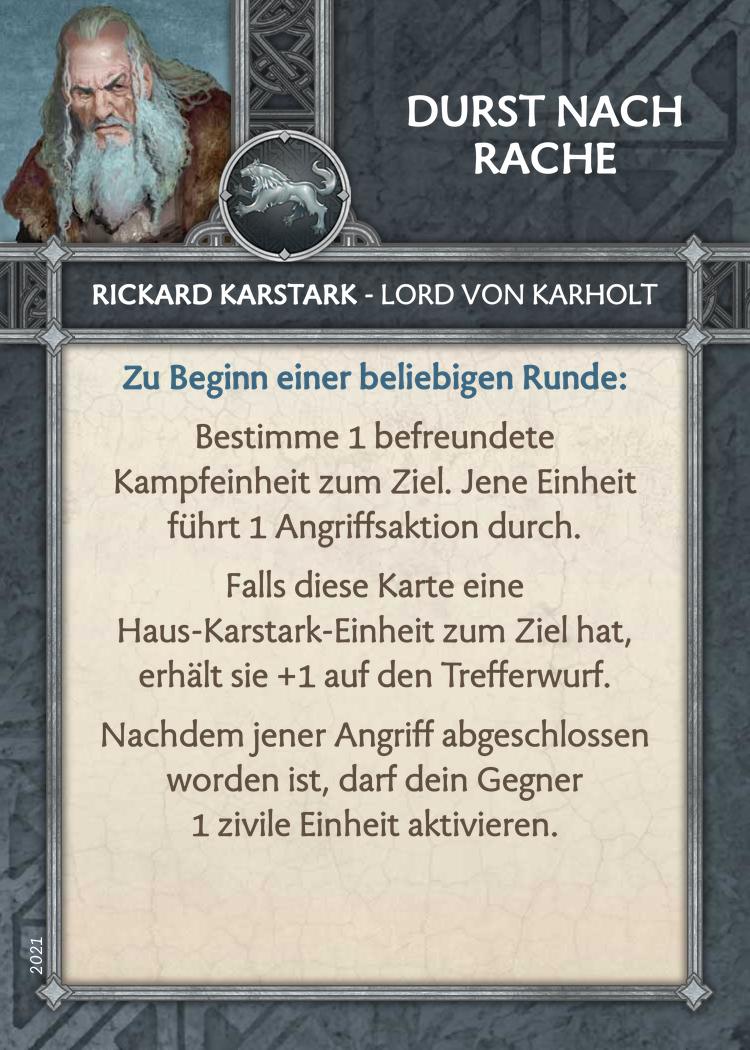 DURST NACH
RACHE
RICKARD KARSTARK - LORD VON KARHOLT
Zu Beginn einer beliebigen Runde:
Bestimme 1 befreundete
Kampfeinheit zum Ziel. Jene Einheit
führt 1 Angriffsaktion durch.
Falls diese Karte eine
Haus-Karstark-Einheit zum Ziel hat,
erhält sie +1 auf den Trefferwurf.
Nachdem jener Angriff abgeschlossen
worden ist, darf dein Gegner
1 zivile Einheit aktivieren.
2021